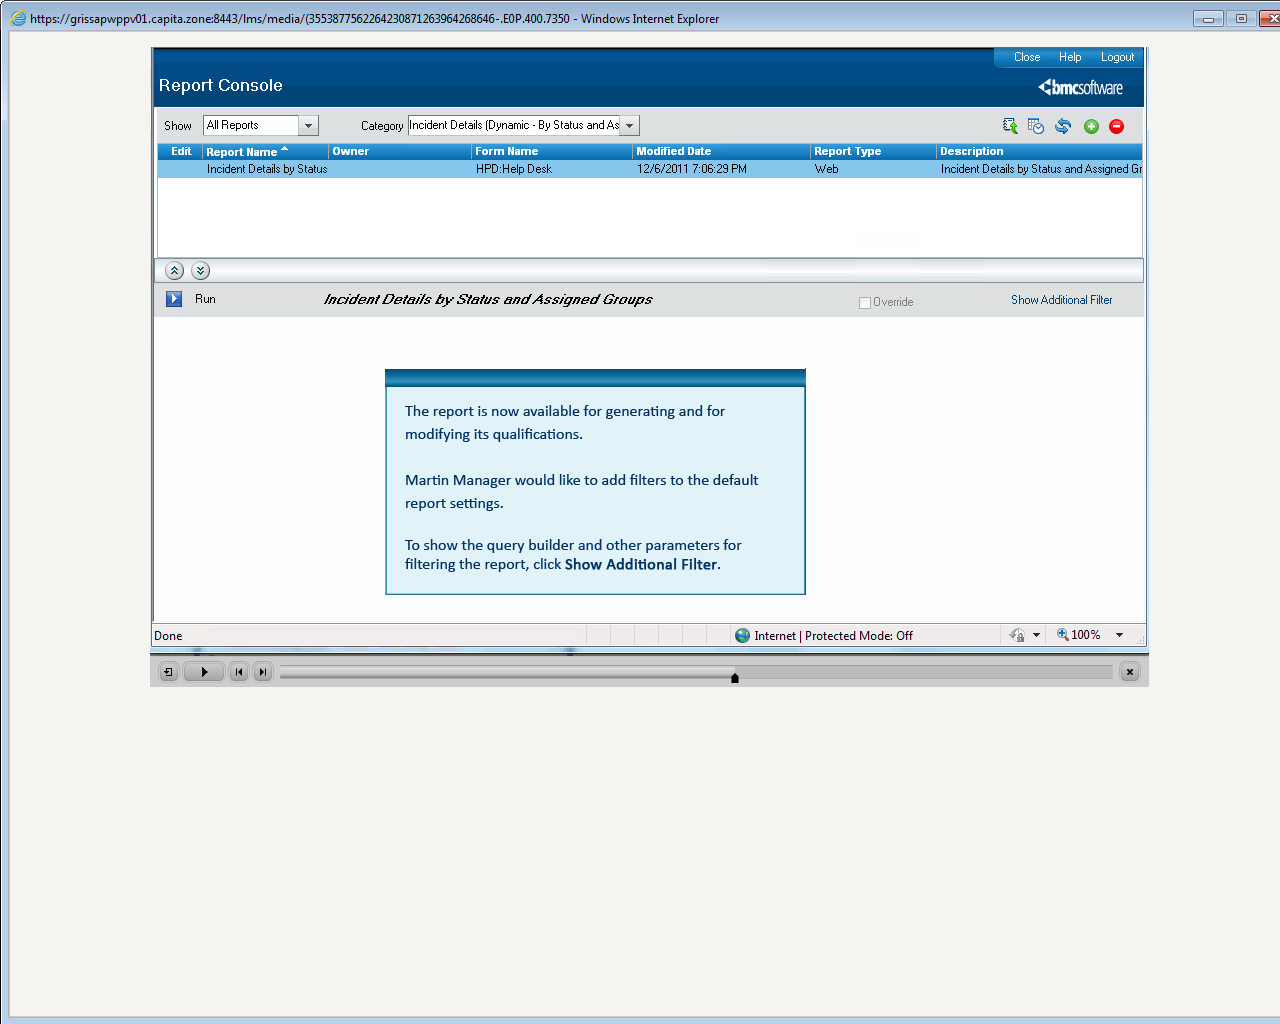 https://grissapwppv01.capita.zone:8443/lms/media/(3553877562264230871263964268646-.E0P.400.7350 - Windows Internet Explorer
Close Help Logout
Report Console
bmcsoftware
Show All Reports Category Incident Details (Dynamic - By Status and As
Edit Report Name Owner Form Name Modified Date Report Type Description
Incident Details by Status HPD:Help Desk 12/6/2011 7:06:29 PM Web Incident Details by Status and Assigned Gr
Run Incident Details by Status and Assigned Groups Override Show Additional Filter
The report is now available for generating and for
modifying its qualifications.
Martin Manager would like to add filters to the default
report settings.
To show the query builder and other parameters for
filtering the report, click Show Additional Filter.
Done Internet | Protected Mode: Off 100%